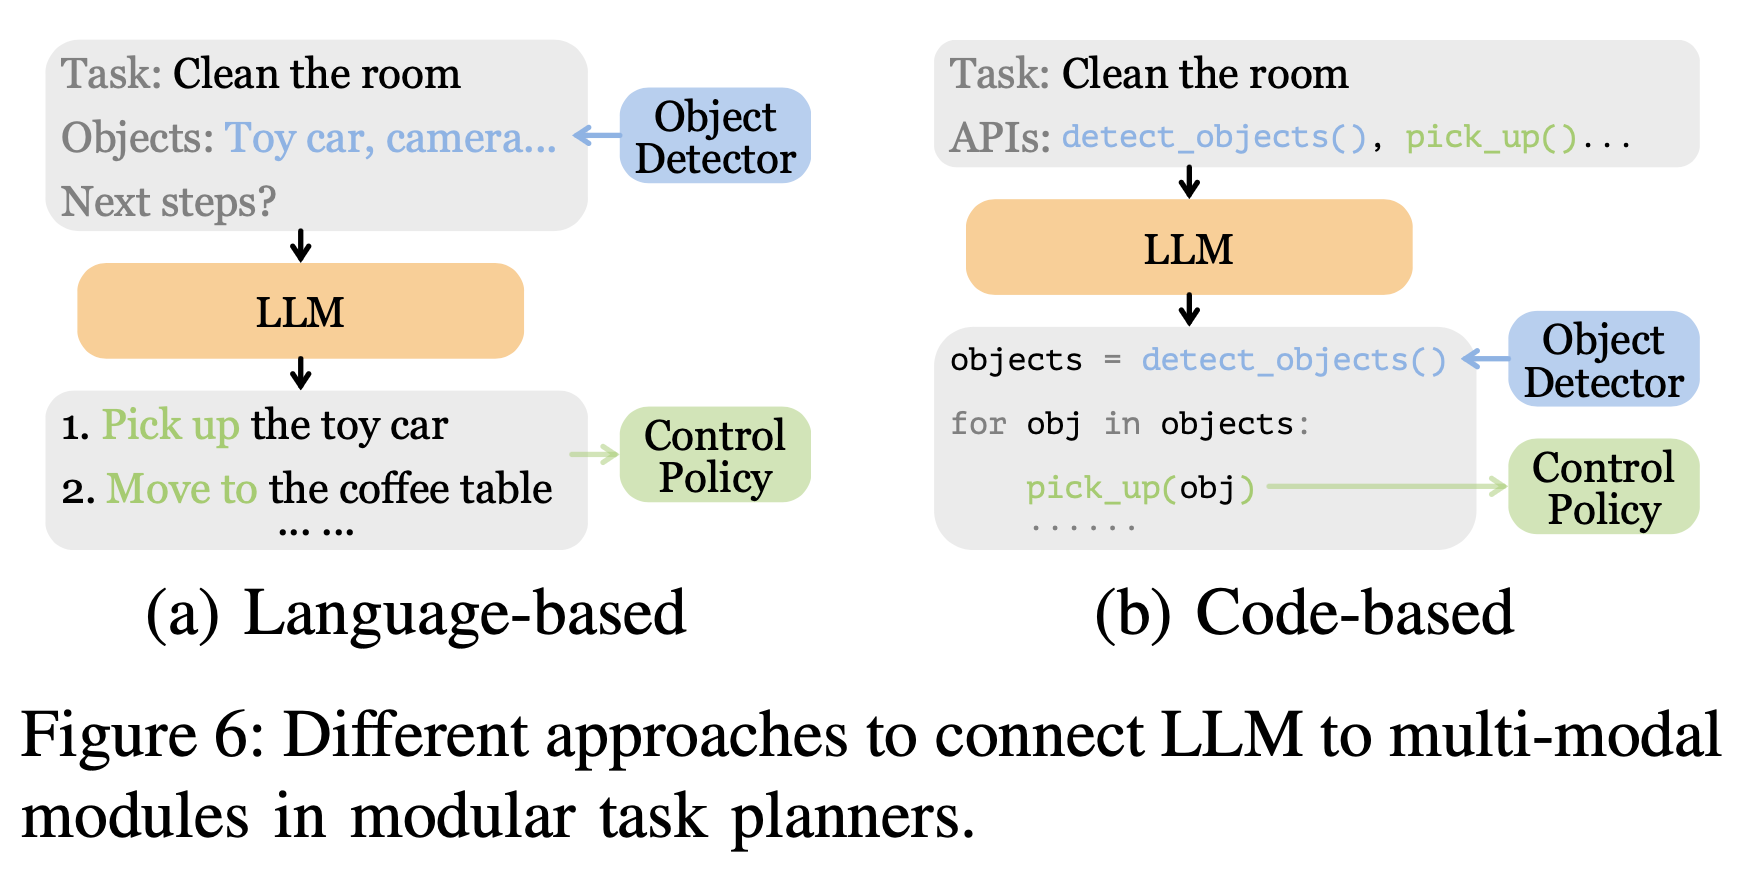 Task: Clean the room
Objects: Toy car, camera...
Next steps?
Object
Detector
LLM
1. Pick up the toy car
2. Move to the coffee table
... ...
Control
Policy
(a) Language-based
Task: Clean the room
APIs: detect_objects(), pick_up()...
LLM
objects = detect_objects()
for obj in objects:
pick_up(obj)
......
Object
Detector
Control
Policy
(b) Code-based
Figure 6: Different approaches to connect LLM to multi-modal
modules in modular task planners.